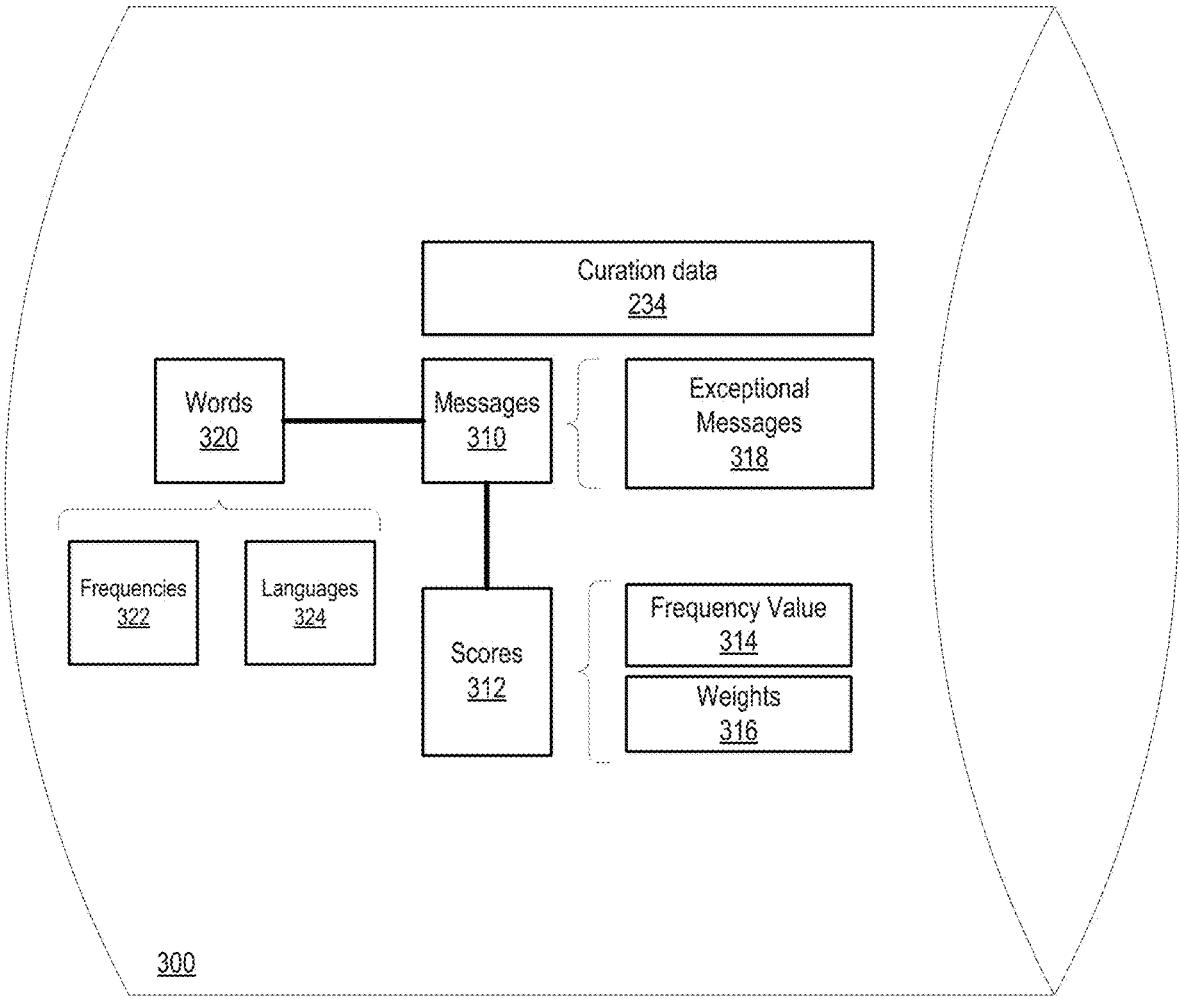 Curation data
234
Words
320
Messages
310
Exceptional
Messages
318
Frequencies
322
Languages
324
Scores
312
Frequency Value
314
Weights
316
300